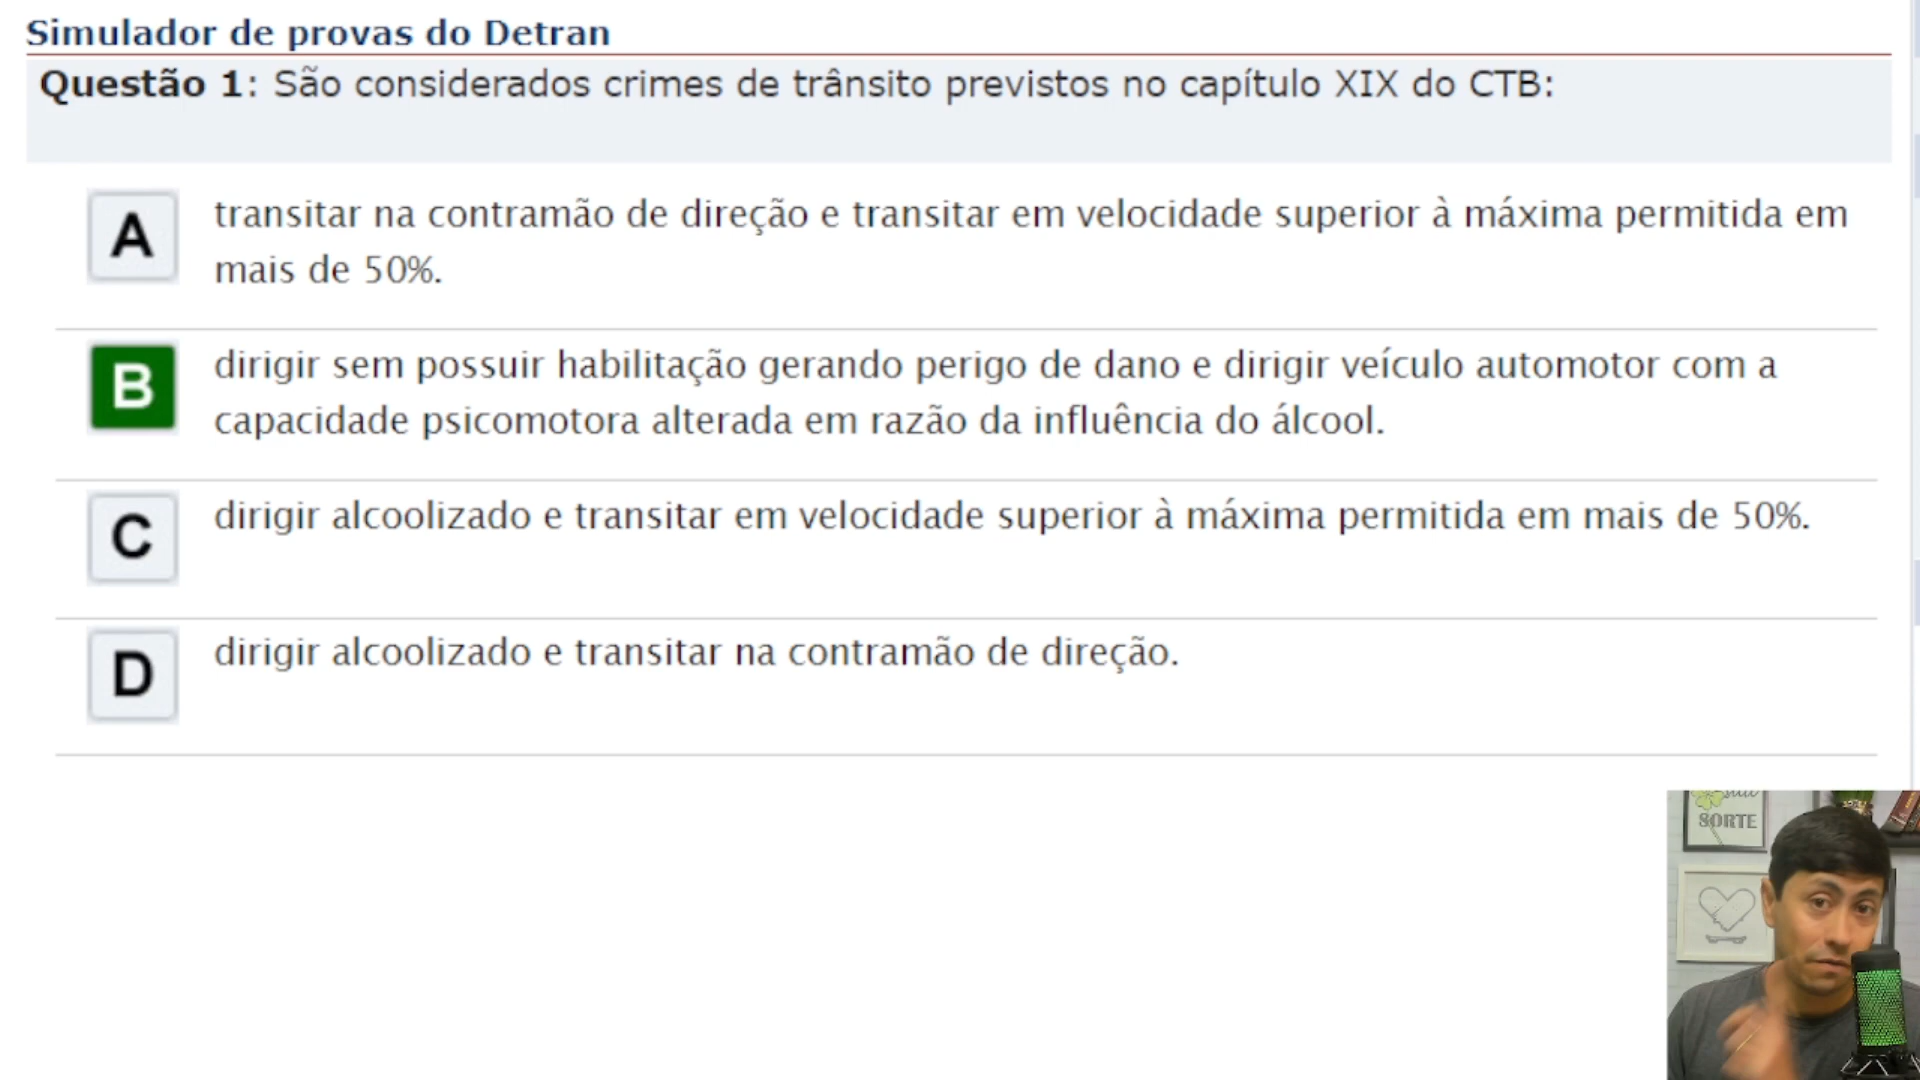 Simulador de provas do Detran
Questão 1: São considerados crimes de trânsito previstos no capítulo XIX do CTB:
A
transitar na contramão de direção e transitar em velocidade superior à máxima permitida em
mais de 50%.
B
dirigir sem possuir habilitação gerando perigo de dano e dirigir veículo automotor com a
capacidade psicomotora alterada em razão da influência do álcool.
C
dirigir alcoolizado e transitar em velocidade superior à máxima permitida em mais de 50%.
D
dirigir alcoolizado e transitar na contramão de direção.
SORTE